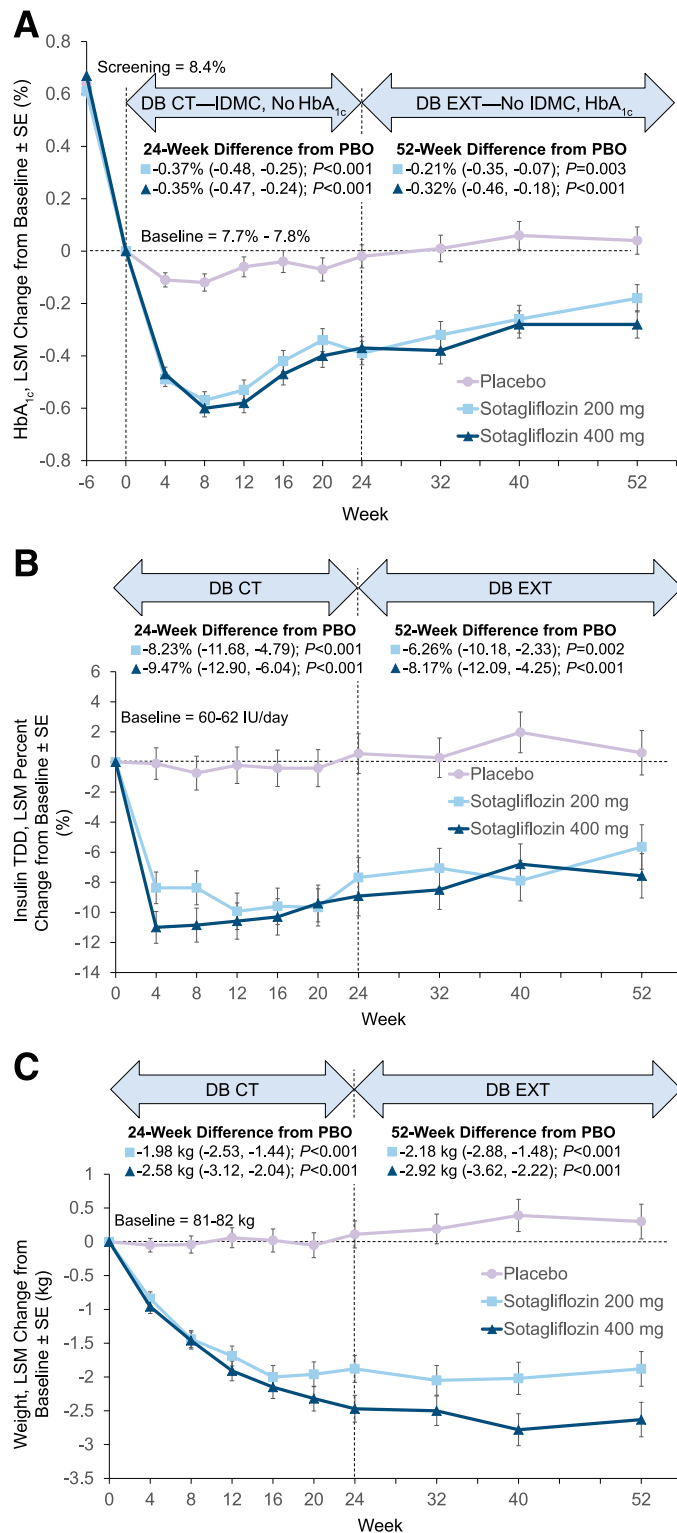 A
Screening = 8.4%
DB CT—IDMC, No HbA1c
DB EXT—No IDMC, HbA1c
24-Week Difference from PBO
-0.37% (-0.48, -0.25); P<0.001
-0.35% (-0.47, -0.24); P<0.001
52-Week Difference from PBO
-0.21% (-0.35, -0.07); P=0.003
-0.32% (-0.46, -0.18); P<0.001
Baseline = 7.7% - 7.8%
HbA1c, LSM Change from Baseline ± SE (%)
0.8
0.6
0.4
0.2
0
-0.2
-0.4
-0.6
-0.8
Placebo
Sotagliflozin 200 mg
Sotagliflozin 400 mg
-6 0 4 8 12 16 20 24 32 40 52
Week
B
DB CT
DB EXT
24-Week Difference from PBO
-8.23% (-11.68, -4.79); P<0.001
-9.47% (-12.90, -6.04); P<0.001
52-Week Difference from PBO
-6.26% (-10.18, -2.33); P=0.002
-8.17% (-12.09, -4.25); P<0.001
Baseline = 60-62 IU/day
Insulin TDD, LSM Percent
Change from Baseline ± SE
(%)
6
4
2
0
-2
-4
-6
-8
-10
-12
-14
Placebo
Sotagliflozin 200 mg
Sotagliflozin 400 mg
0 4 8 12 16 20 24 32 40 52
Week
C
DB CT
DB EXT
24-Week Difference from PBO
-1.98 kg (-2.53, -1.44); P<0.001
-2.58 kg (-3.12, -2.04); P<0.001
52-Week Difference from PBO
-2.18 kg (-2.88, -1.48); P<0.001
-2.92 kg (-3.62, -2.22); P<0.001
Baseline = 81-82 kg
Weight, LSM Change from
Baseline ± SE (kg)
1
0.5
0
-0.5
-1
-1.5
-2
-2.5
-3
-3.5
Placebo
Sotagliflozin 200 mg
Sotagliflozin 400 mg
0 4 8 12 16 20 24 32 40 52
Week